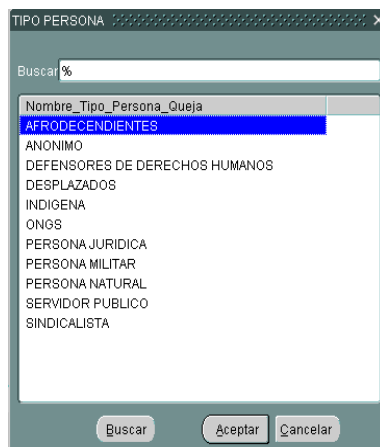 TIPO PERSONA
Buscar %
Nombre_Tipo_Persona_Queja
AFRODECENDIENTES
ANONIMO
DEFENSORES DE DERECHOS HUMANOS
DESPLAZADOS
INDIGENA
ONGS
PERSONA JURIDICA
PERSONA MILITAR
PERSONA NATURAL
SERVIDOR PUBLICO
SINDICALISTA
Buscar Aceptar Cancelar